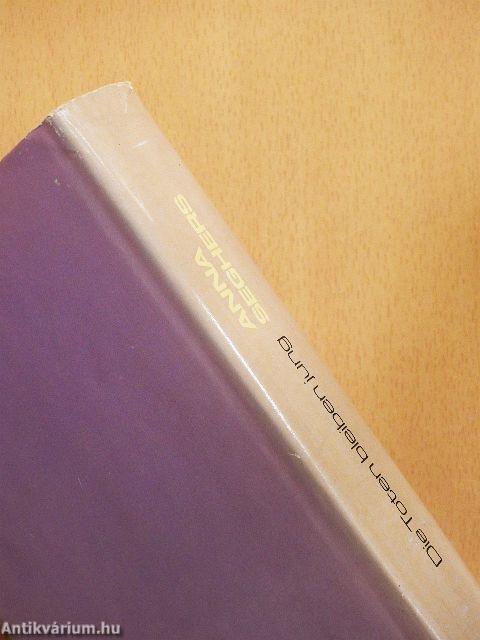 ANNA
SEGHERS
Die Toten bleiben jung
Antikvárium.hu